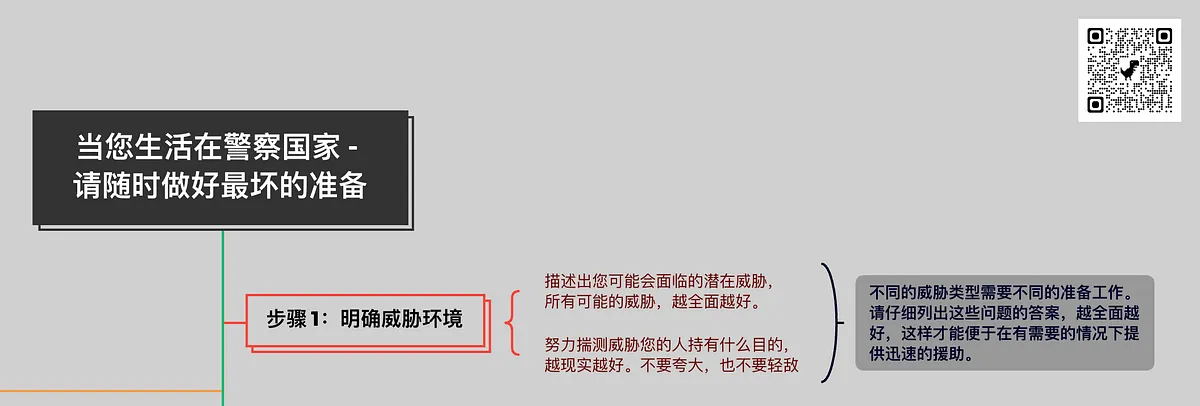 当您生活在警察国家 -
请随时做好最坏的准备
步骤 1：明确威胁环境
描述出您可能会面临的潜在威胁，
所有可能的威胁，越全面越好。
努力揣测威胁您的人持有什么目的，
越现实越好。不要夸大，也不要轻敌
不同的威胁类型需要不同的准备工作。
请仔细列出这些问题的答案，越全面越
好，这样才能便于在有需要的情况下提
供迅速的援助。